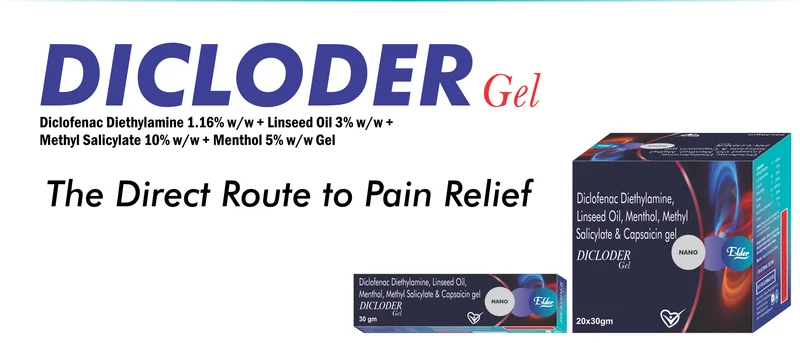 DICLODER Gel
Diclofenac Diethylamine 1.16% w/w + Linseed Oil 3% w/w +
Methyl Salicylate 10% w/w + Menthol 5% w/w Gel
The Direct Route to Pain Relief
Diclofenac Diethylamine,
Linseed Oil, Menthol, Methyl
Salicylate & Capsaicin gel
DICLODER
Gel
NANO
Elder
20x30gm
Diclofenac Diethylamine, Linseed Oil,
Menthol, Methyl Salicylate & Capsaicin gel
DICLODER
Gel
NANO
Elder
30 gm